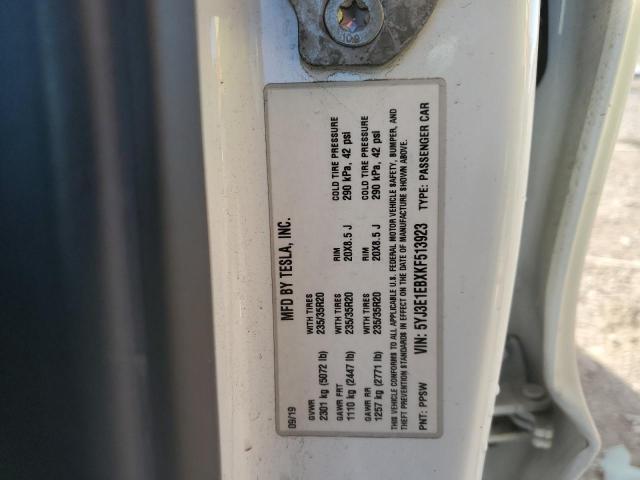 MFD BY TESLA, INC.
09/19
GVWR WITH TIRES RIM COLD TIRE PRESSURE
2301 kg (5072 lb) 235/35R20 20X8.5 J 290 kPa, 42 psi
GAWR FRT WITH TIRES RIM COLD TIRE PRESSURE
1110 kg (2447 lb) 235/35R20 20X8.5 J 290 kPa, 42 psi
GAWR RR
1257 kg (2771 lb) 235/35R20
THIS VEHICLE CONFORMS TO ALL APPLICABLE U.S. FEDERAL MOTOR VEHICLE SAFETY, BUMPER, AND
THEFT PREVENTION STANDARDS IN EFFECT ON THE DATE OF MANUFACTURE SHOWN ABOVE.
PNT: PPSW VIN: 5YJ3E1EBXKF513923 TYPE: PASSENGER CAR